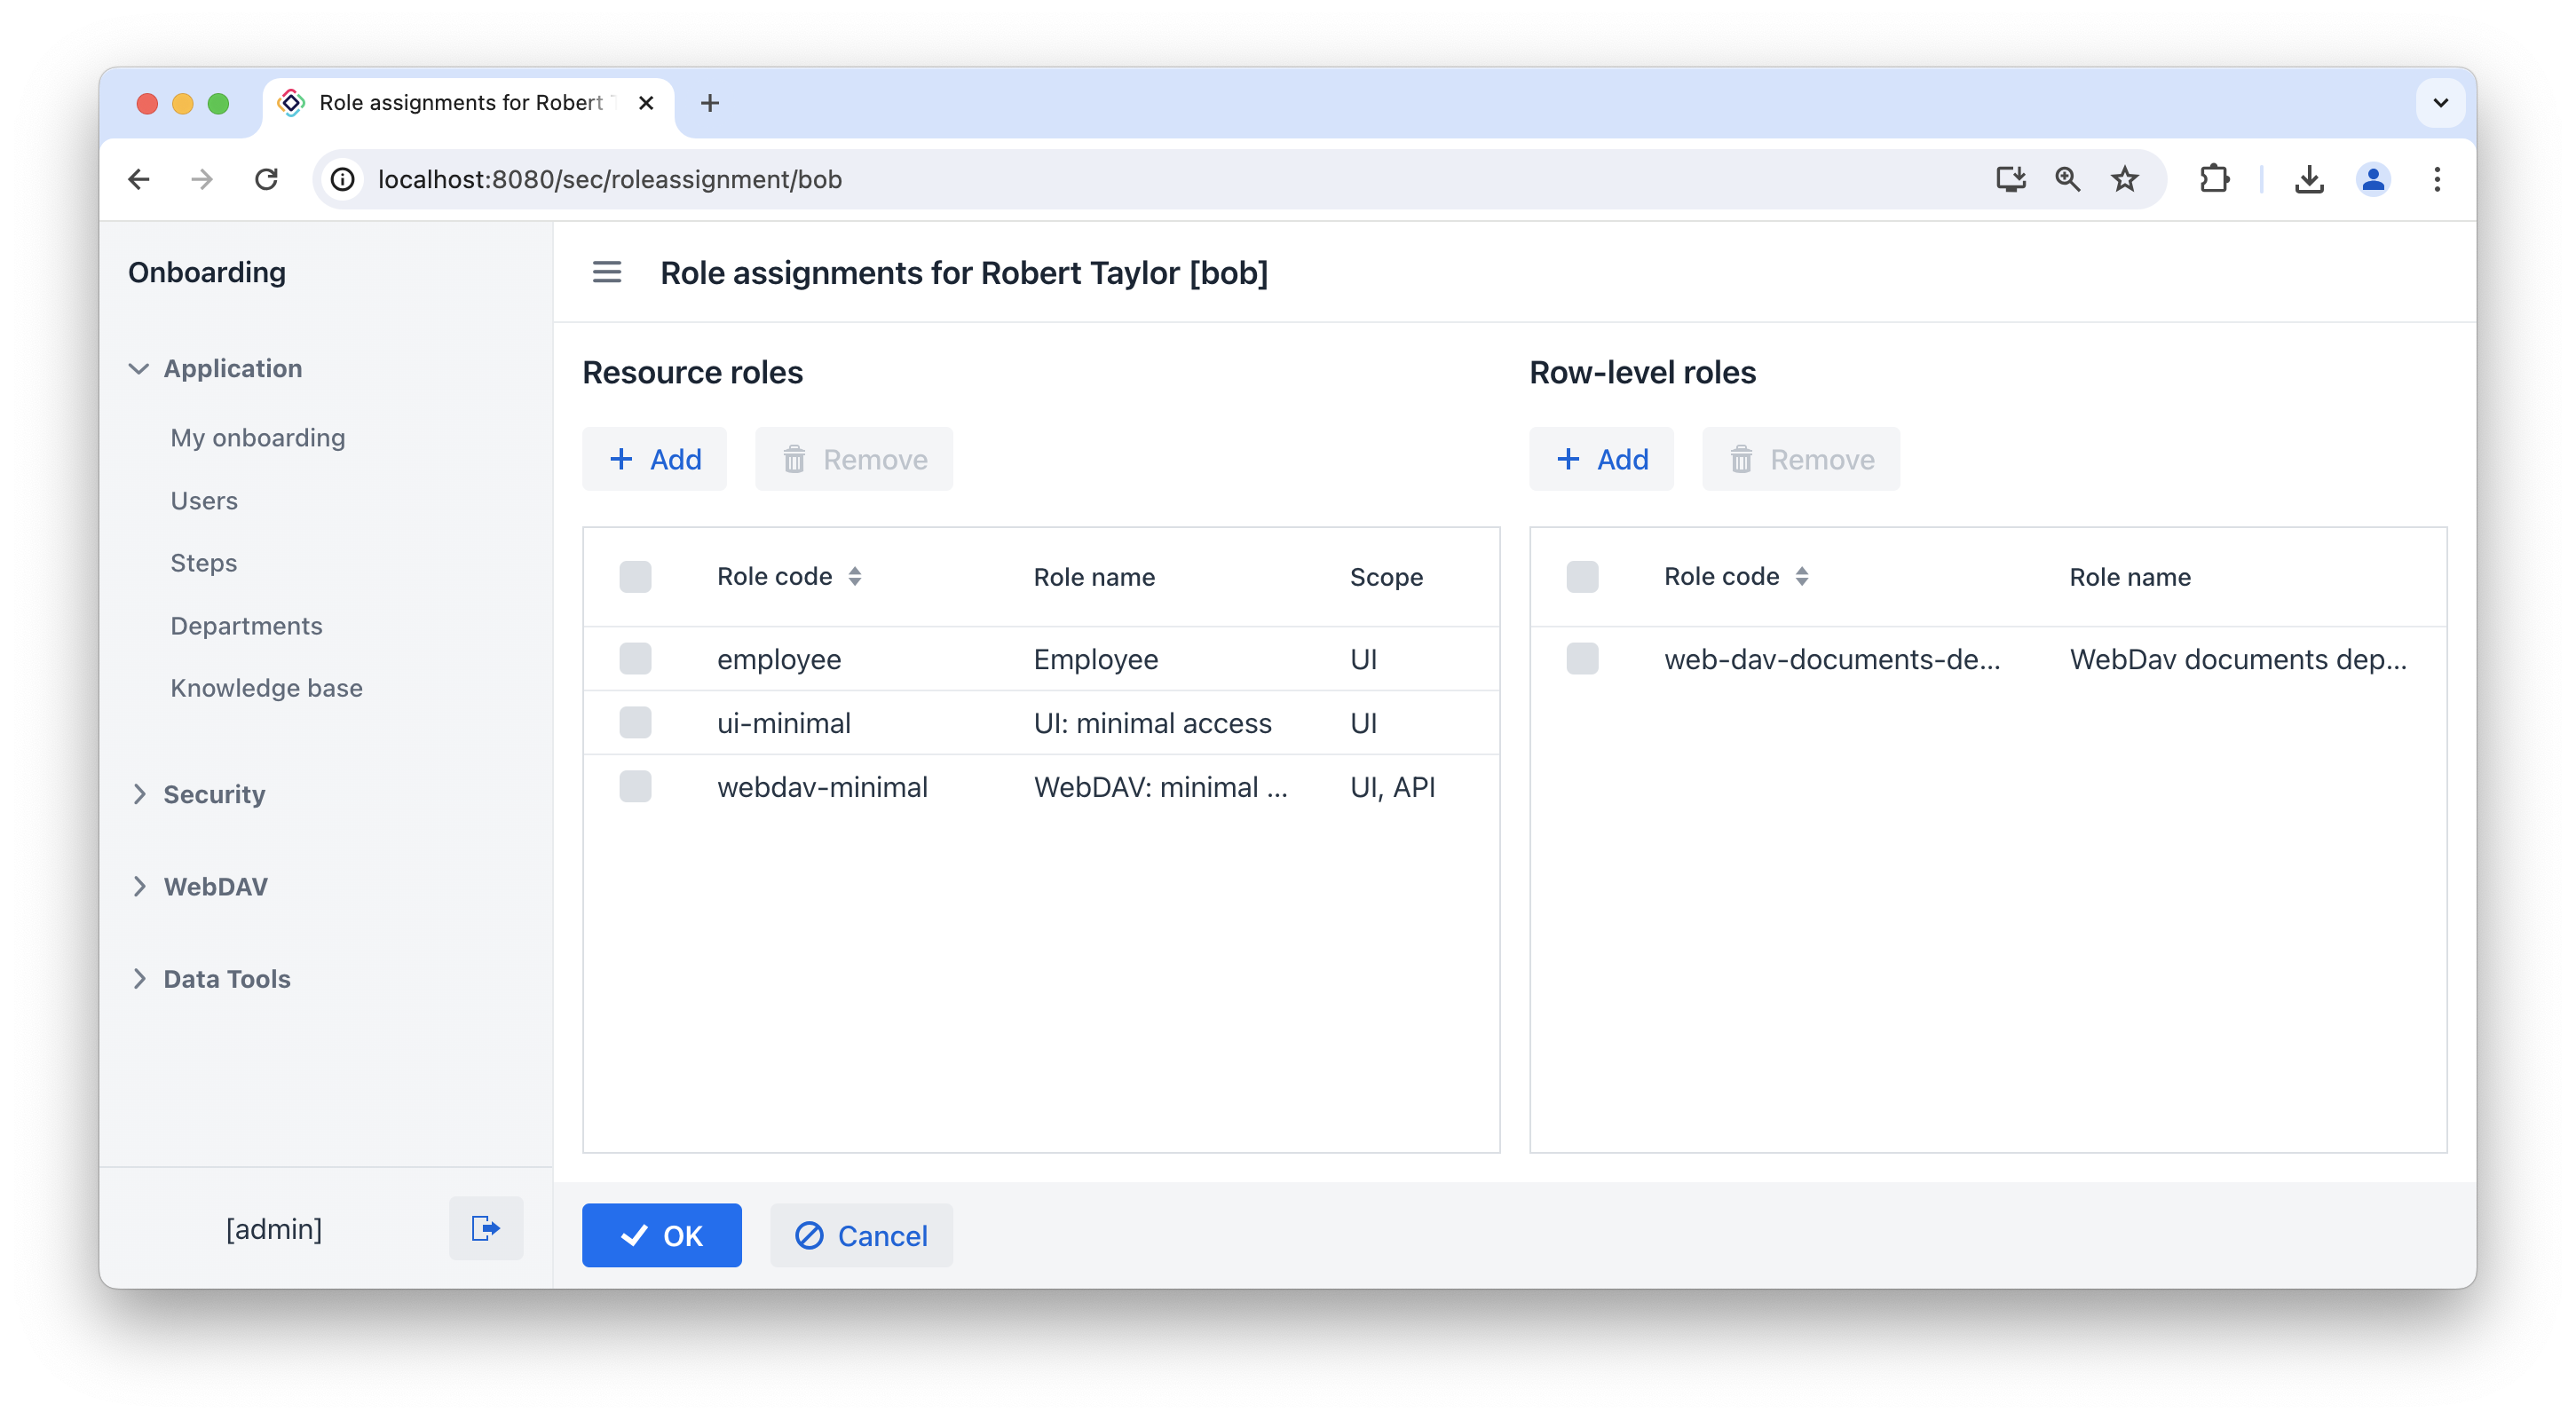 Role assignments for Robert
localhost:8080/sec/roleassignment/bob
Onboarding
Application
My onboarding
Users
Steps
Departments
Knowledge base
Security
WebDAV
Data Tools
[admin]
Role assignments for Robert Taylor [bob]
Resource roles
Add Remove
Role code Role name Scope
employee Employee UI
ui-minimal UI: minimal access UI
webdav-minimal WebDAV: minimal ... UI, API
Row-level roles
Add Remove
Role code Role name
web-dav-documents-de... WebDav documents dep...
OK Cancel